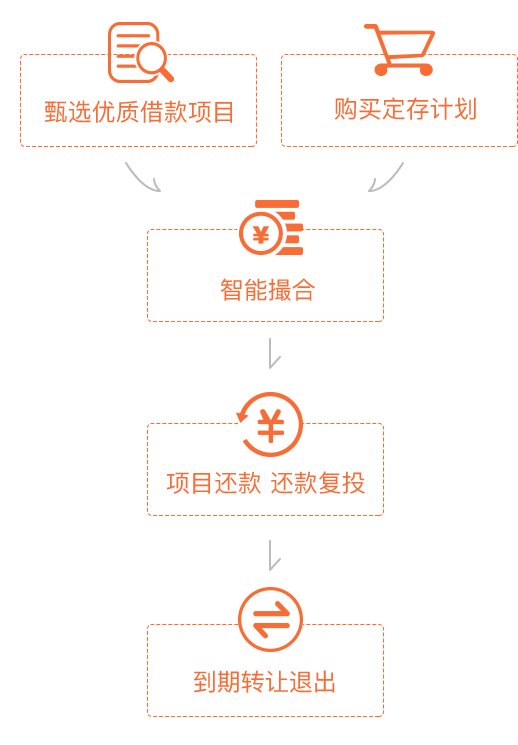 甄选优质借款项目
购买定存计划
¥
智能撮合
¥
项目还款 还款复投
到期转让退出